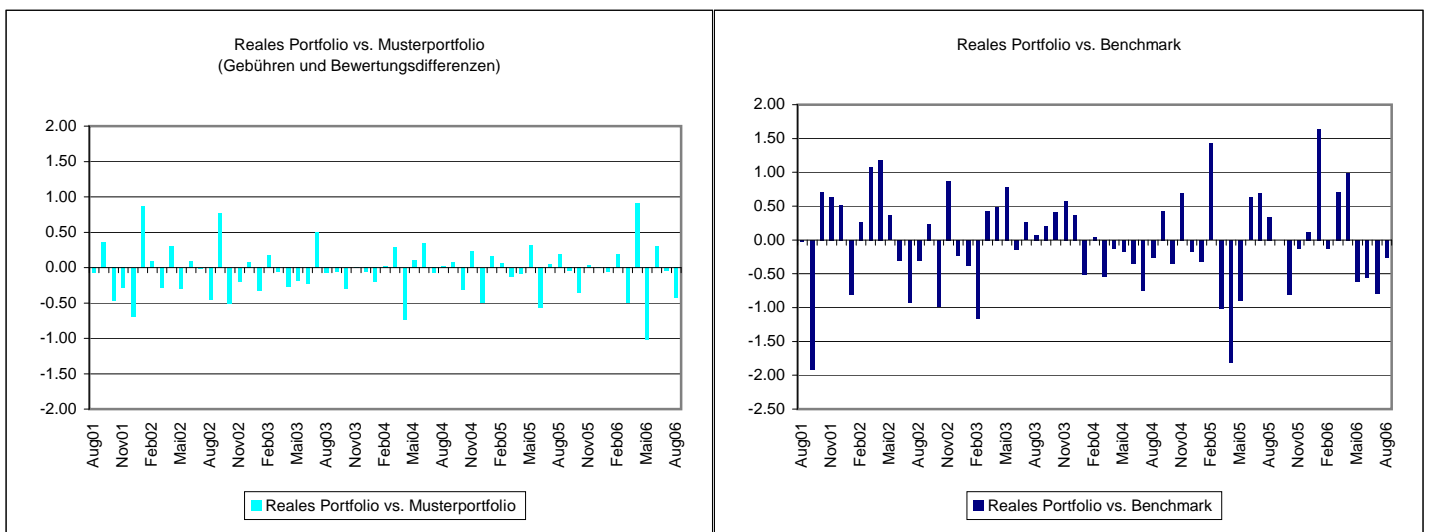 Reales Portfolio vs. Musterportfolio
(Gebühren und Bewertungsdifferenzen)
2.00
1.50
1.00
0.50
0.00
-0.50
-1.00
-1.50
-2.00
Aug01
Nov01
Feb02
Mai02
Aug02
Nov02
Feb03
Mai03
Aug03
Nov03
Feb04
Mai04
Aug04
Nov04
Feb05
Mai05
Aug05
Nov05
Feb06
Mai06
Aug06
Reales Portfolio vs. Musterportfolio
Reales Portfolio vs. Benchmark
2.00
1.50
1.00
0.50
0.00
-0.50
-1.00
-1.50
-2.00
-2.50
Aug01
Nov01
Feb02
Mai02
Aug02
Nov02
Feb03
Mai03
Aug03
Nov03
Feb04
Mai04
Aug04
Nov04
Feb05
Mai05
Aug05
Nov05
Feb06
Mai06
Aug06
Reales Portfolio vs. Benchmark